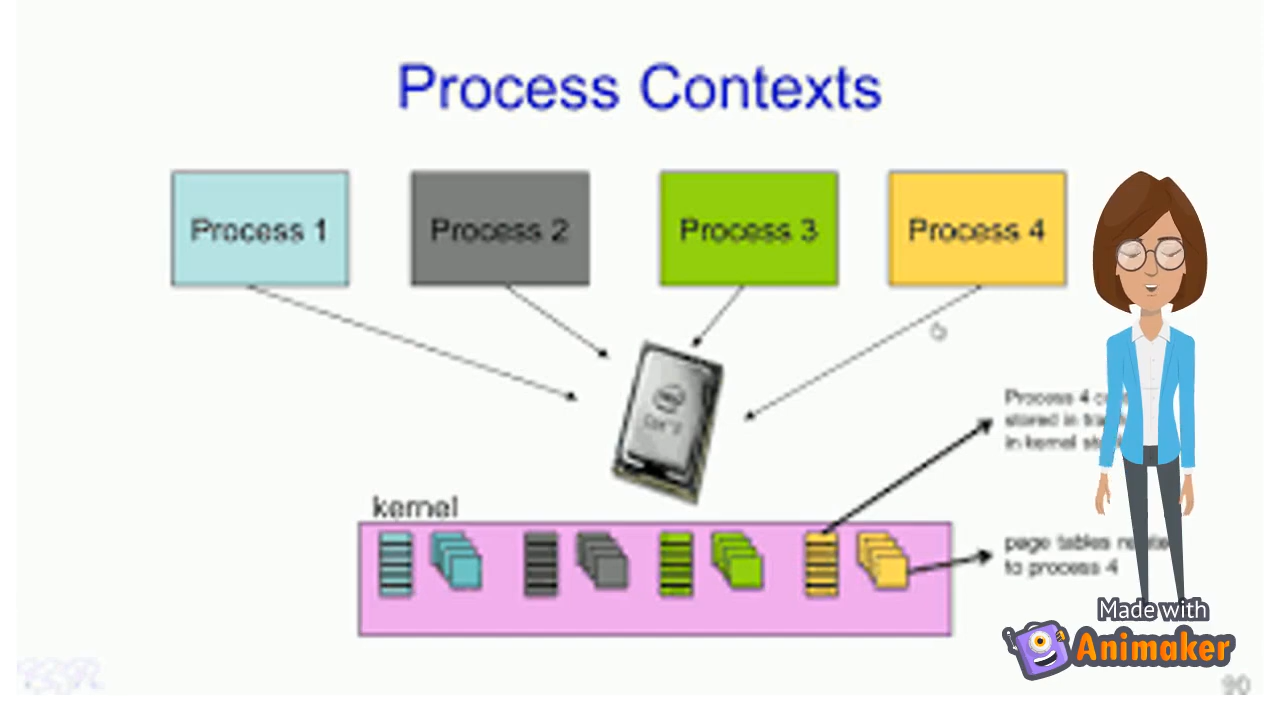 Process Contexts
Process 1
Process 2
Process 3
Process 4
Process 4
stored in
in kernel
kernel
page tables
to process 4
Made with
Animaker
90